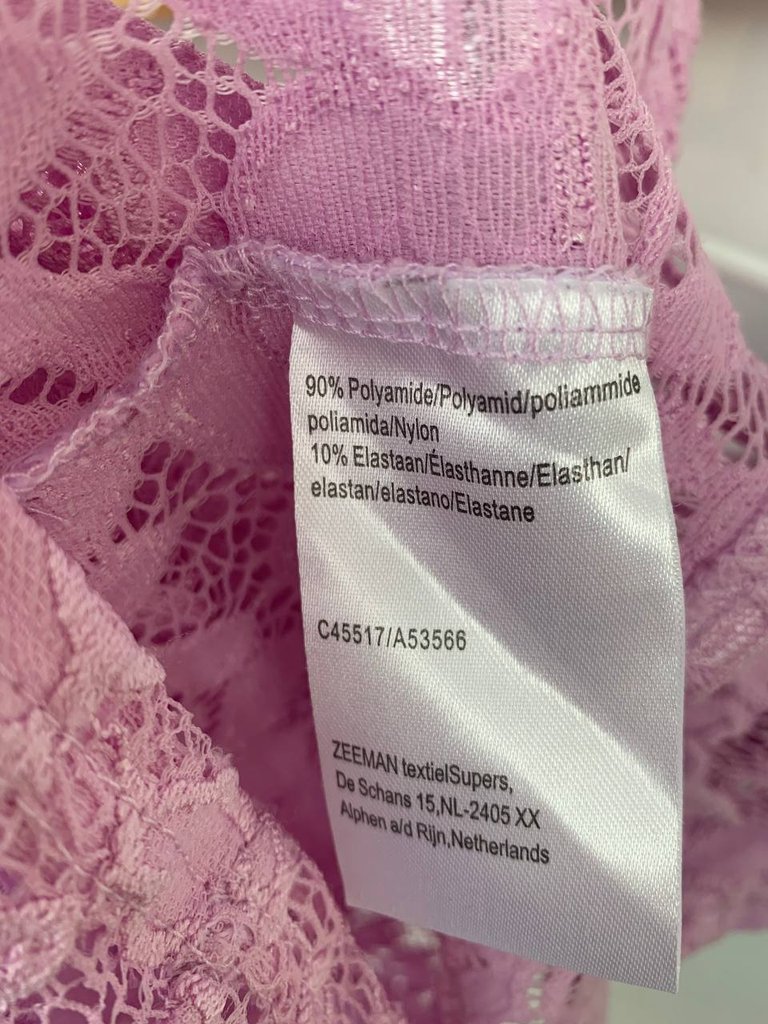 90% Polyamide/Polyamid/poliammide
poliamida/Nylon
10% Elastaan/Élasthanne/Elasthan/
elastan/elastano/Elastane
C45517/A53566
ZEEMAN textielSupers,
De Schans 15,NL-2405 XX
Alphen a/d Rijn,Netherlands